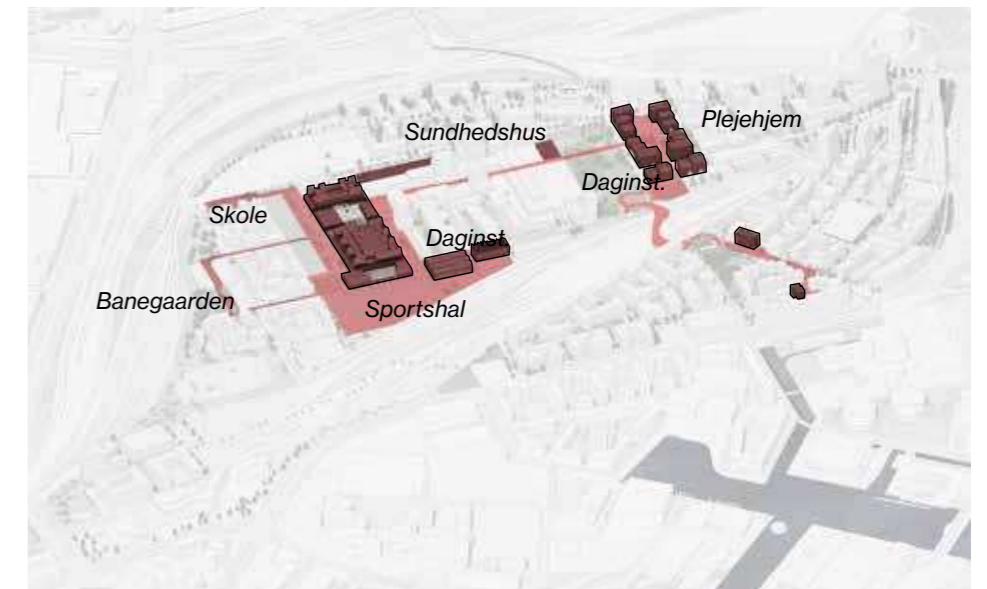 Plejehjem
Sundhedshus
Daginst.
Skole
Daginst.
Banegaarden
Sportshal